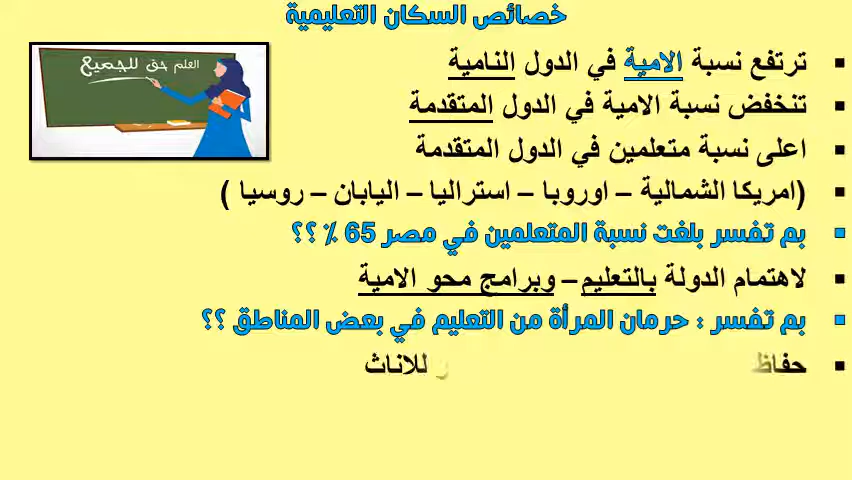 خصائص السكان التعليمية
العلم حق للجميع
ترتفع نسبة الامية في الدول النامية
تنخفض نسبة الامية في الدول المتقدمة
اعلى نسبة متعلمين في الدول المتقدمة
(امريكا الشمالية – اوروبا – استراليا – اليابان – روسيا )
بم تفسر بلغت نسبة المتعلمين في مصر 65 ٪ ؟؟
لاهتمام الدولة بالتعليم – وبرامج محو الامية
بم تفسر : حرمان المرأة من التعليم في بعض المناطق ؟؟
للاناث